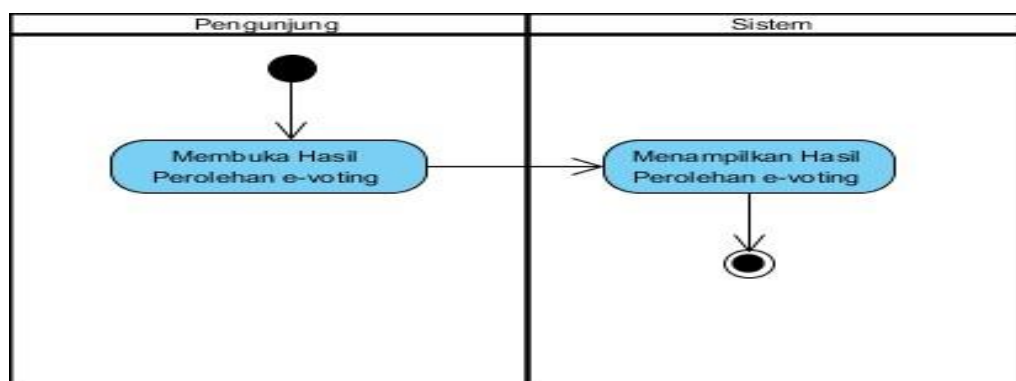 Pengunjung
Sistem
Membuka Hasil
Perolehan e-voting
Menampilkan Hasil
Perolehan e-voting